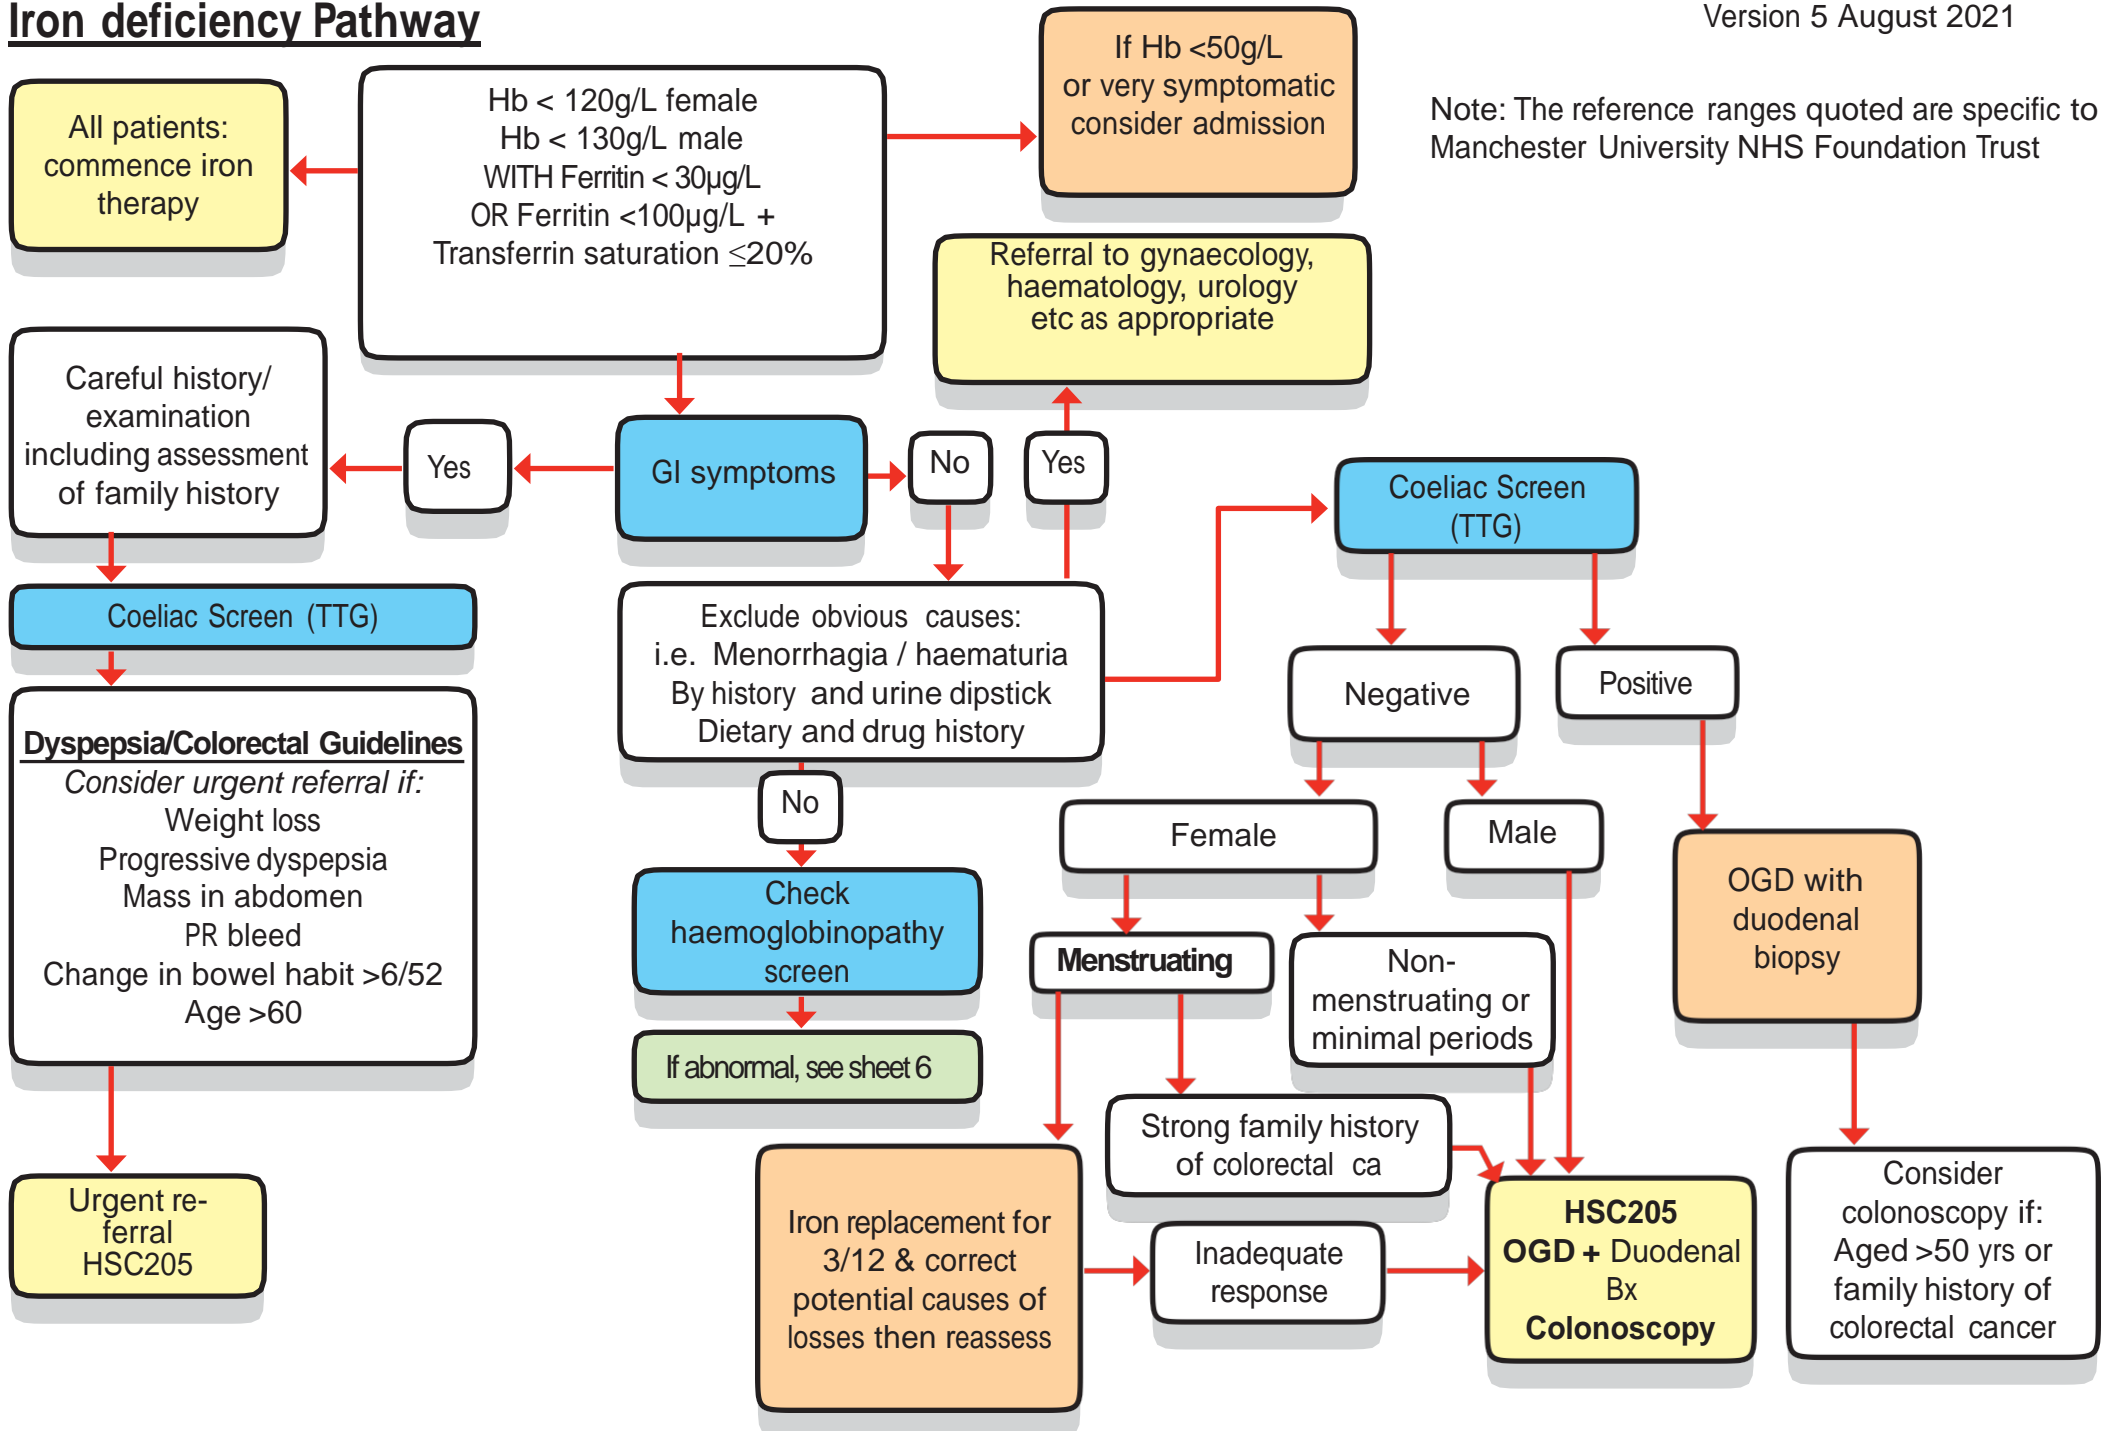 Iron deficiency Pathway
Version 5 August 2021
Note: The reference ranges quoted are specific to
Manchester University NHS Foundation Trust
All patients:
commence iron
therapy
Hb < 120g/L female
Hb < 130g/L male
WITH Ferritin < 30µg/L
OR Ferritin <100µg/L +
Transferrin saturation ≤20%
If Hb <50g/L
or very symptomatic
consider admission
Referral to gynaecology,
haematology, urology
etc as appropriate
Careful history/
examination
including assessment
of family history
Yes
GI symptoms
No
Yes
Coeliac Screen
(TTG)
Coeliac Screen (TTG)
Exclude obvious causes:
i.e. Menorrhagia / haematuria
By history and urine dipstick
Dietary and drug history
Negative
Positive
Dyspepsia/Colorectal Guidelines
Consider urgent referral if:
Weight loss
Progressive dyspepsia
Mass in abdomen
PR bleed
Change in bowel habit >6/52
Age >60
No
Female
Male
Check
haemoglobinopathy
screen
OGD with
duodenal
biopsy
Menstruating
Non-
menstruating or
minimal periods
If abnormal, see sheet 6
Strong family history
of colorectal ca
Urgent re-
ferral
HSC205
Iron replacement for
3/12 & correct
potential causes of
losses then reassess
Inadequate
response
HSC205
OGD + Duodenal
Bx
Colonoscopy
Consider
colonoscopy if:
Aged >50 yrs or
family history of
colorectal cancer